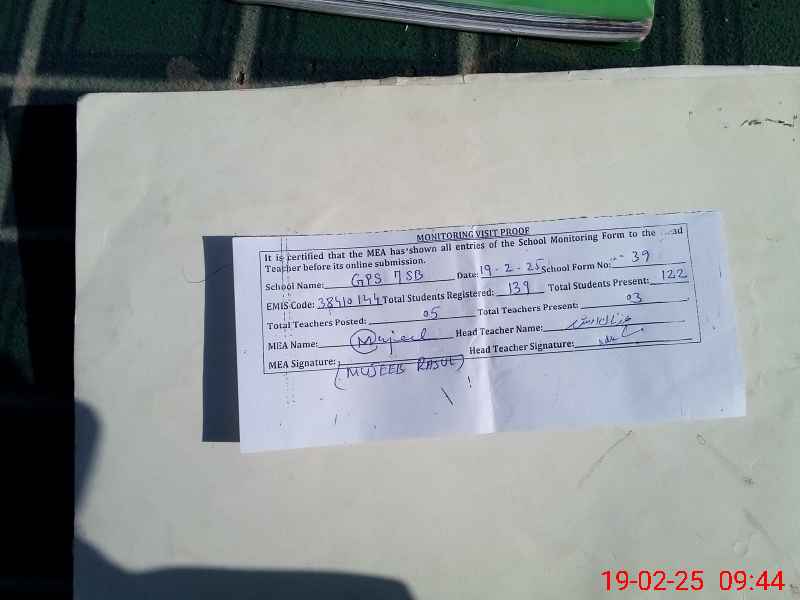 MONITORING VISIT PROOF
It is certified that the MEA has shown all entries of the School Monitoring Form to the
Teacher before its online submission.
School Name: GPS 7SB Date: 19-2-25 School Form No: 39
EMIS Code: 38410144 Total Students Registered: 139 Total Students Present: 122
Total Teachers Posted: 05 Total Teachers Present: 03
MEA Name: Mujeeb Head Teacher Name:
MEA Signature: Head Teacher Signature:
(MUJEEB RASUL)
19-02-25 09:44